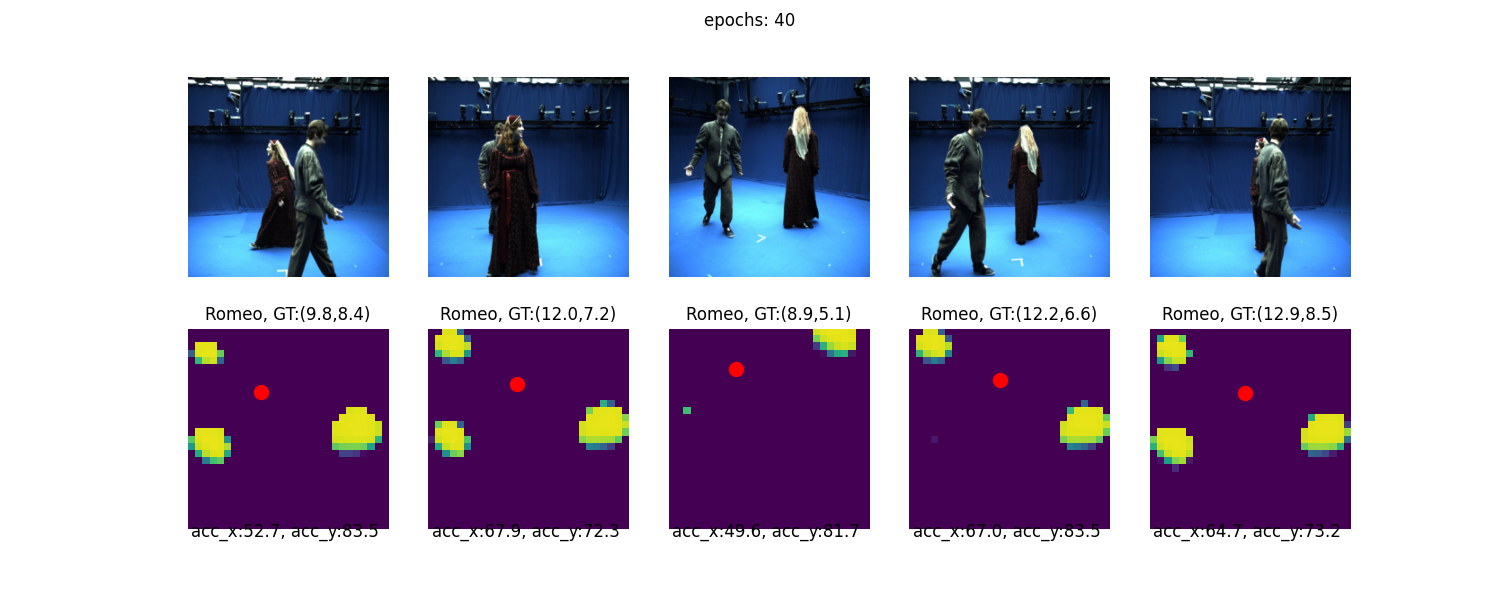 epochs: 40
Romeo, GT:(9.8,8.4)
Romeo, GT:(12.0,7.2)
Romeo, GT:(8.9,5.1)
Romeo, GT:(12.2,6.6)
Romeo, GT:(12.9,8.5)
acc_x:52.7, acc_y:83.5
acc_x:67.9, acc_y:72.3
acc_x:49.6, acc_y:81.7
acc_x:67.0, acc_y:83.5
acc_x:64.7, acc_y:73.2